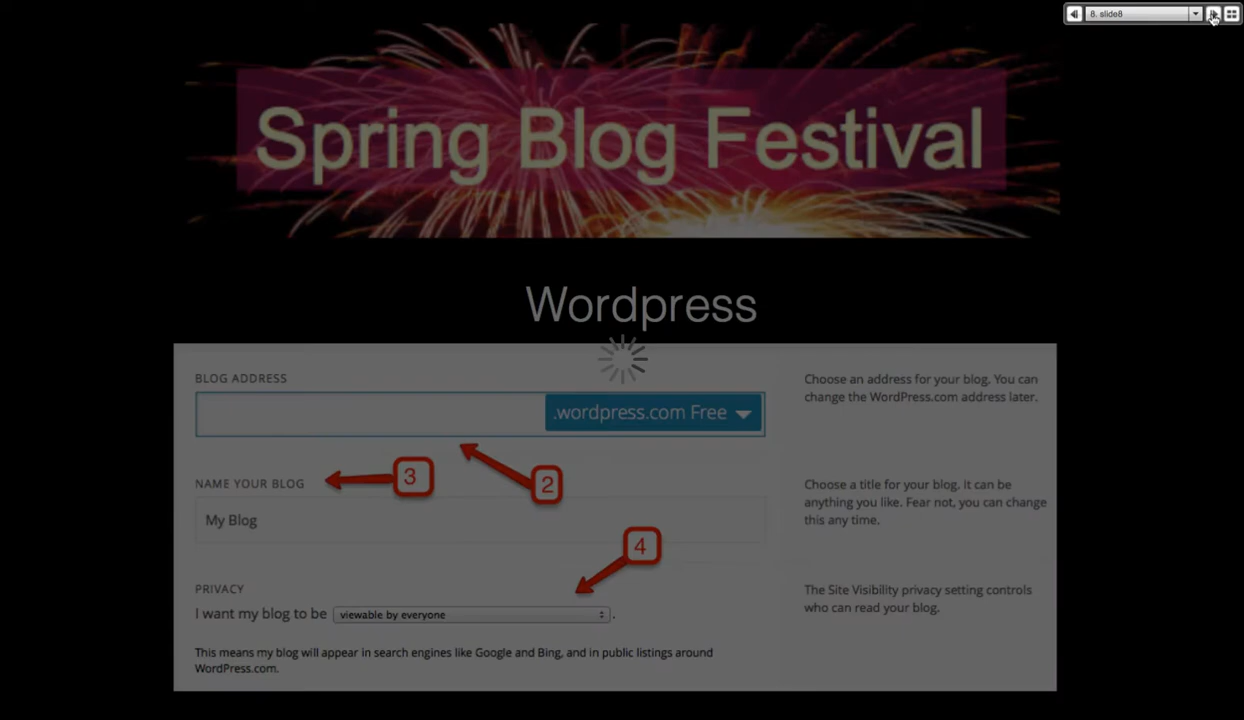 8. slide8
Spring Blog Festival
Wordpress
BLOG ADDRESS
.wordpress.com Free
Choose an address for your blog. You can
change the WordPress.com address later.
2
3
NAME YOUR BLOG
My Blog
Choose a title for your blog. It can be
anything you like. Fear not, you can change
this any time.
4
PRIVACY
I want my blog to be viewable by everyone .
The Site Visibility privacy setting controls
who can read your blog.
This means my blog will appear in search engines like Google and Bing, and in public listings around
WordPress.com.